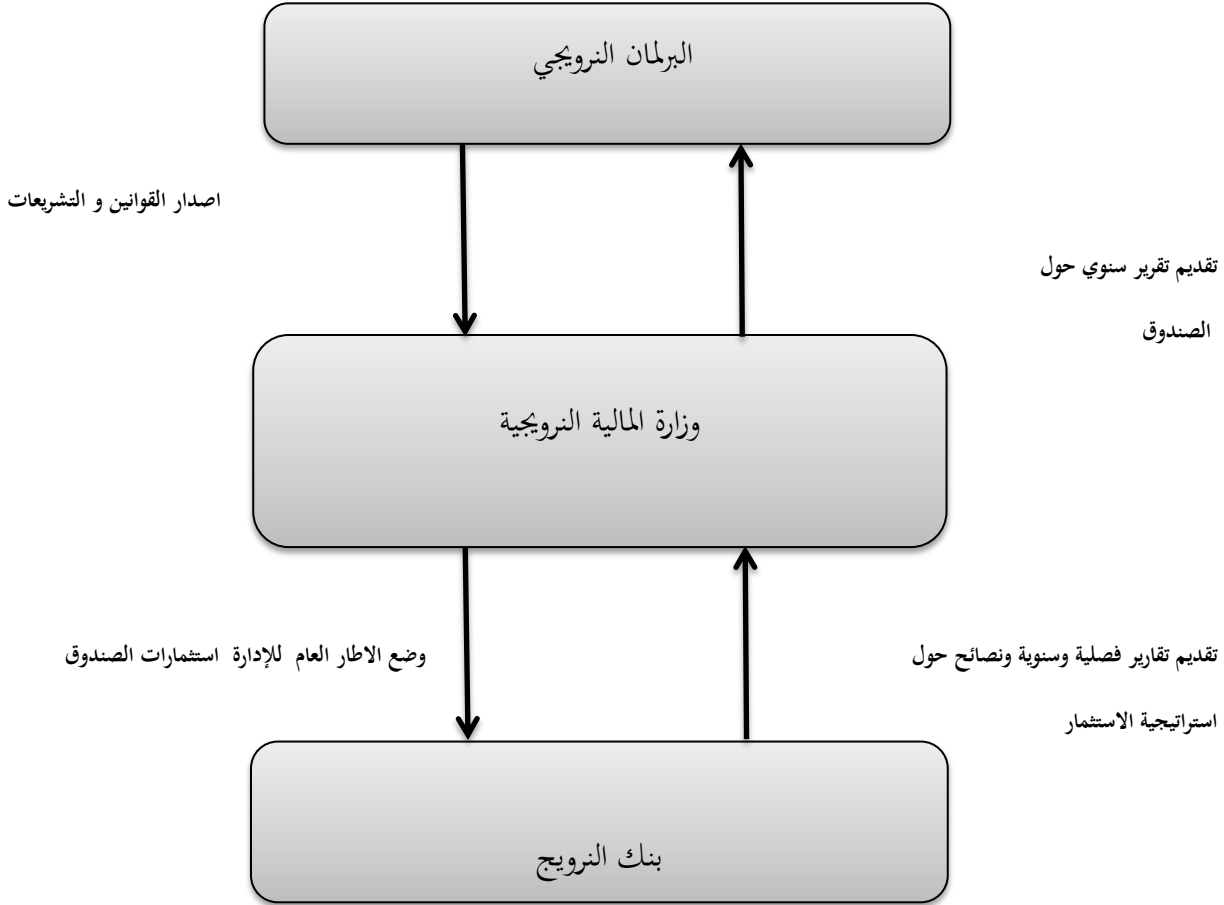 البرلمان النرويجي
اصدار القوانين و التشريعات
تقديم تقرير سنوي حول
الصندوق
وزارة المالية النرويجية
وضع الاطار العام للإدارة استثمارات الصندوق
تقديم تقارير فصلية وسنوية ونصائح حول
استراتيجية الاستثمار
بنك النرويج